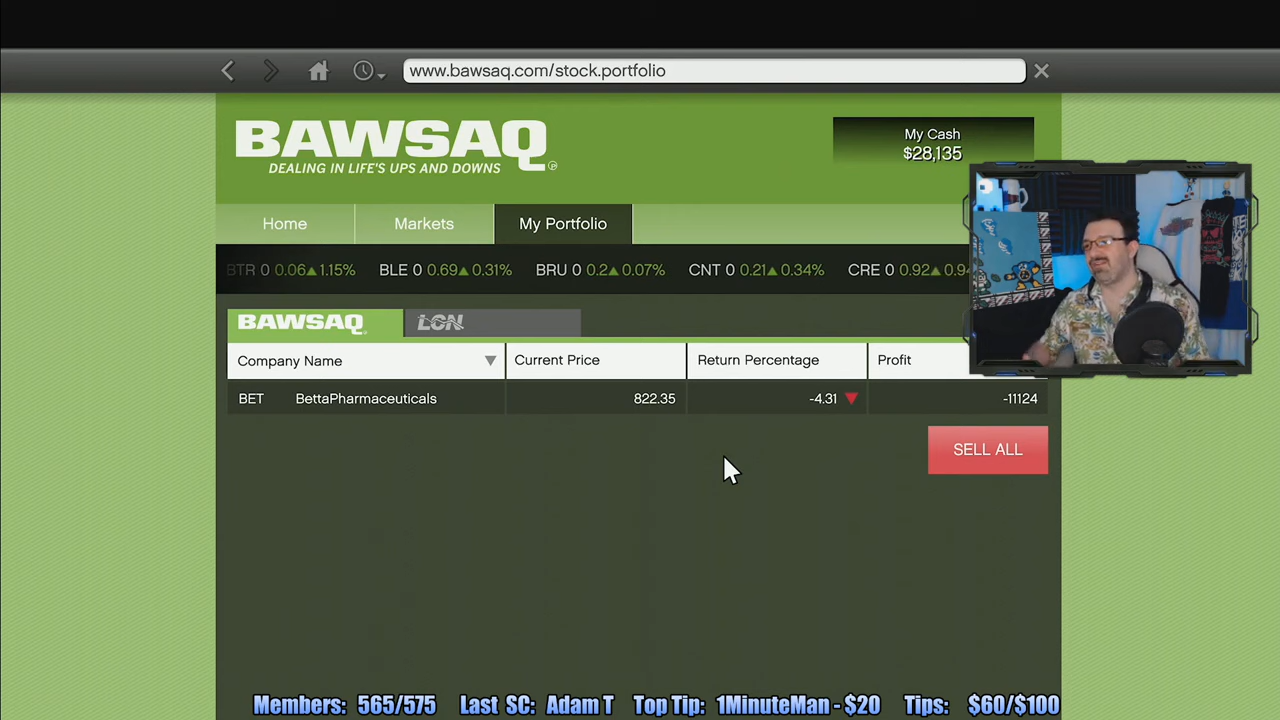 www.bawsaq.com/stock.portfolio
BAWSAQ
DEALING IN LIFE'S UPS AND DOWNS
My Cash
$28,135
Home Markets My Portfolio
BTR 0 0.06▲1.15% BLE 0 0.69▲0.31% BRU 0 0.2▲0.07% CNT 0 0.21▲0.34% CRE 0 0.92▲0.9
BAWSAQ LCN
Company Name Current Price Return Percentage Profit
BET BettaPharmaceuticals 822.35 -4.31 -11124
SELL ALL
Members: 565/575 Last SC: Adam T Top Tip: 1MinuteMan - $20 Tips: $60/$100